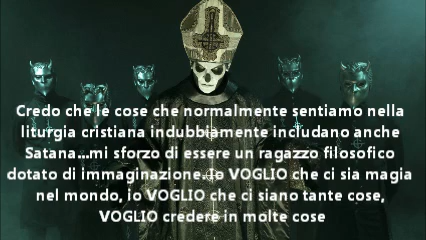 Credo che le cose che normalmente sentiamo nella
liturgia cristiana indubbiamente includano anche
Satana...mi sforzo di essere un ragazzo filosofico
dotato di immaginazione. Io VOGLIO che ci sia magia
nel mondo, io VOGLIO che ci siano tante cose,
VOGLIO credere in molte cose